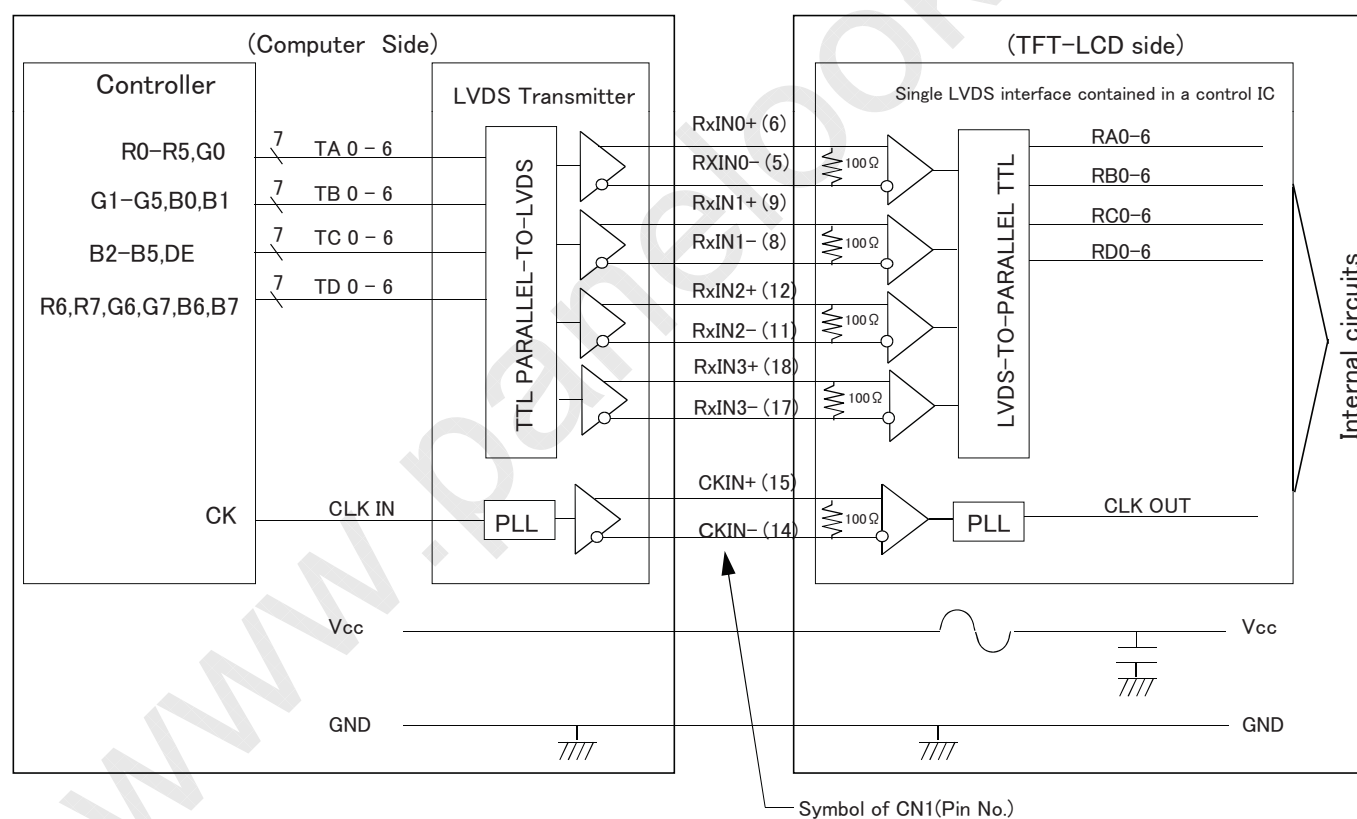 (Computer Side)
(TFT-LCD side)
Controller
LVDS Transmitter
Single LVDS interface contained in a control IC
R0-R5,G0
7
TA 0 - 6
G1-G5,B0,B1
7
TB 0 - 6
B2-B5,DE
7
TC 0 - 6
R6,R7,G6,G7,B6,B7
7
TD 0 - 6
TTL PARALLEL-TO-LVDS
RxIN0+(6)
RXIN0-(5)
RxIN1+(9)
RxIN1-(8)
RxIN2+(12)
RxIN2-(11)
RxIN3+(18)
RxIN3-(17)
100Ω
100Ω
100Ω
100Ω
LVDS-TO-PARALLEL TTL
RA0-6
RB0-6
RC0-6
RD0-6
Internal circuits
CK
CLK IN
PLL
CKIN+(15)
CKIN-(14)
100Ω
PLL
CLK OUT
Vcc
Vcc
GND
GND
Symbol of CN1(Pin No.)